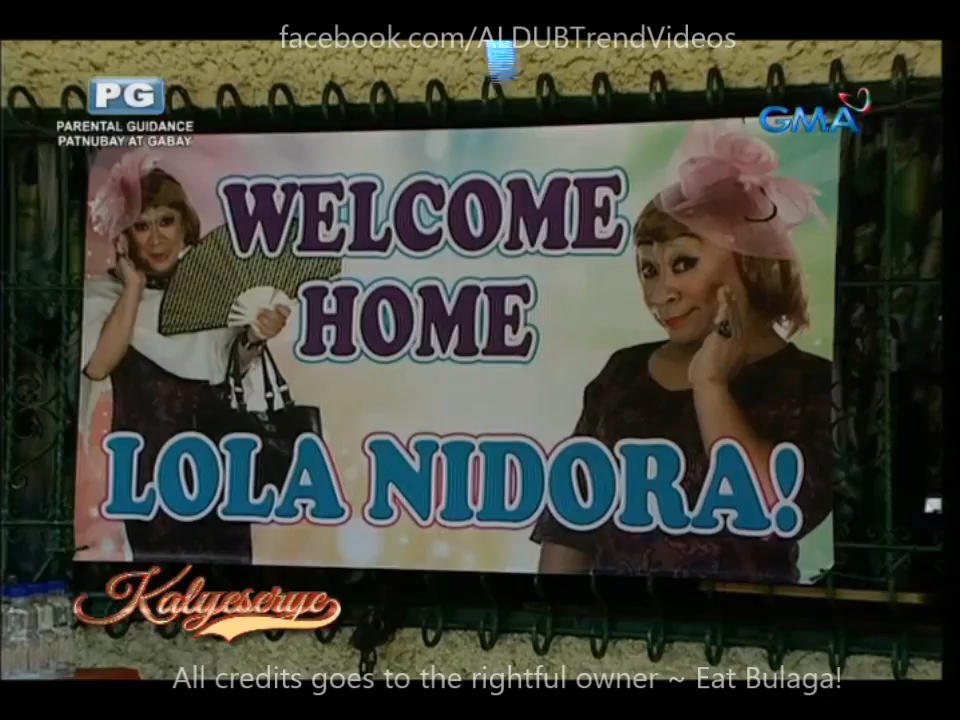 facebook.com/ALDUBTrendVideos
PG
PARENTAL GUIDANCE
PATNUBAY AT GABAY
GMA
WELCOME
HOME
LOLA NIDORA!
Kalyeserye
All credits goes to the rightful owner ~ Eat Bulaga!